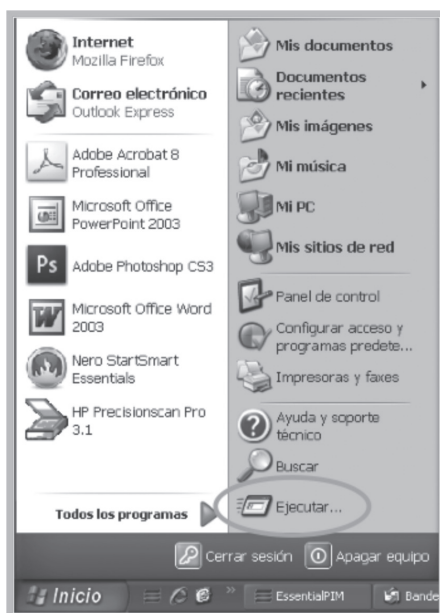 Internet
Mozilla Firefox
Correo electrónico
Outlook Express
Adobe Acrobat 8
Professional
Microsoft Office
PowerPoint 2003
Ps
Adobe Photoshop CS3
Microsoft Office Word
2003
Nero StartSmart
Essentials
HP Precisionscan Pro
3.1
Todos los programas
Mis documentos
Documentos
recientes
Mis imágenes
Mi música
Mi PC
Mis sitios de red
Panel de control
Configurar acceso y
programas predete...
Impresoras y faxes
Ayuda y soporte
técnico
Buscar
Ejecutar...
Cerrar sesión
Apagar equipo
Inicio
EssentialPIM
Bande